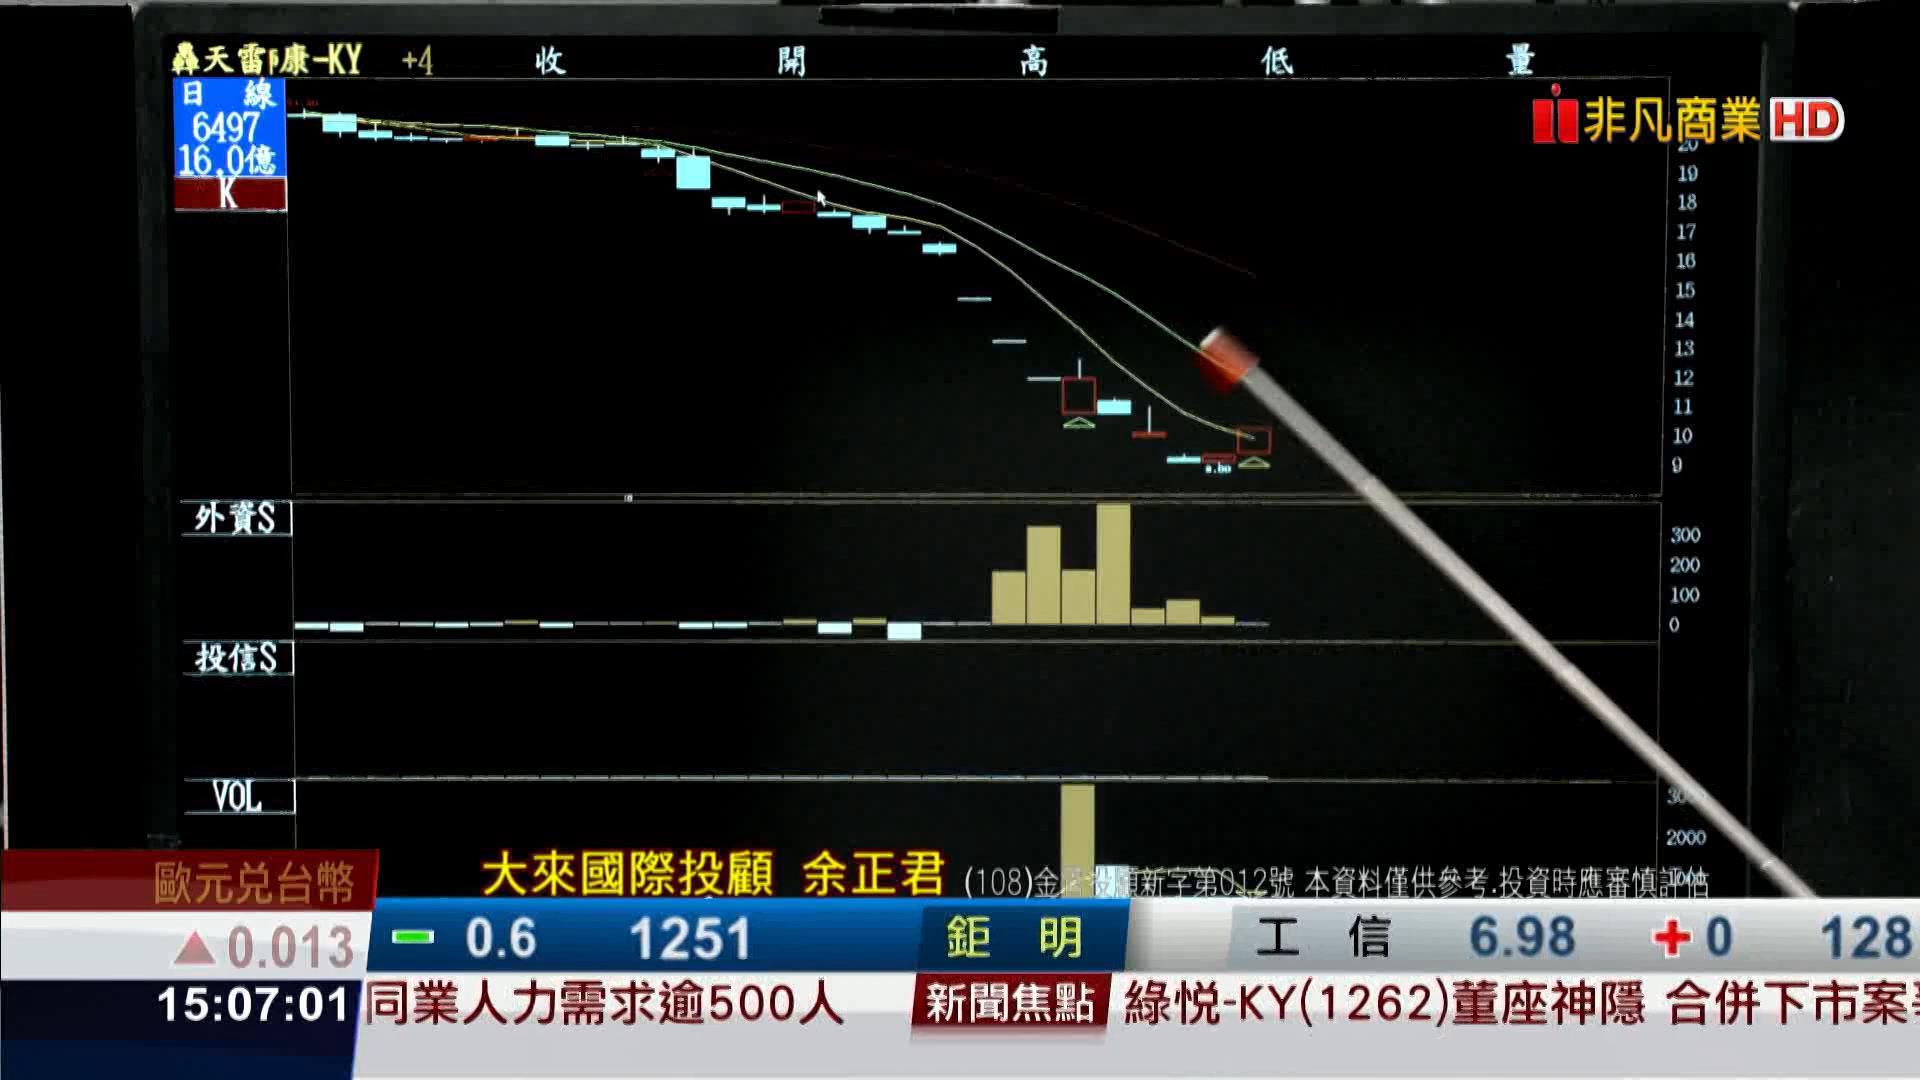 轟天雷 康-KY +4 收 開 高 低 量
日 線
6497
16.0億
K
非凡商業HD
20
19
18
17
16
15
14
13
12
11
10
9
外資S
300
200
100
0
投信S
VOL
2000
大來國際投顧 余正君
(108)金 投顧新字第012號 本資料僅供參考.投資時應審慎評估
歐元兌台幣
▲0.013
0.6 1251 鉅 明 工 信 6.98 +0 128
15:07:01
同業人力需求逾500人 新聞焦點 綠悅-KY(1262)董座神隱 合併下市案